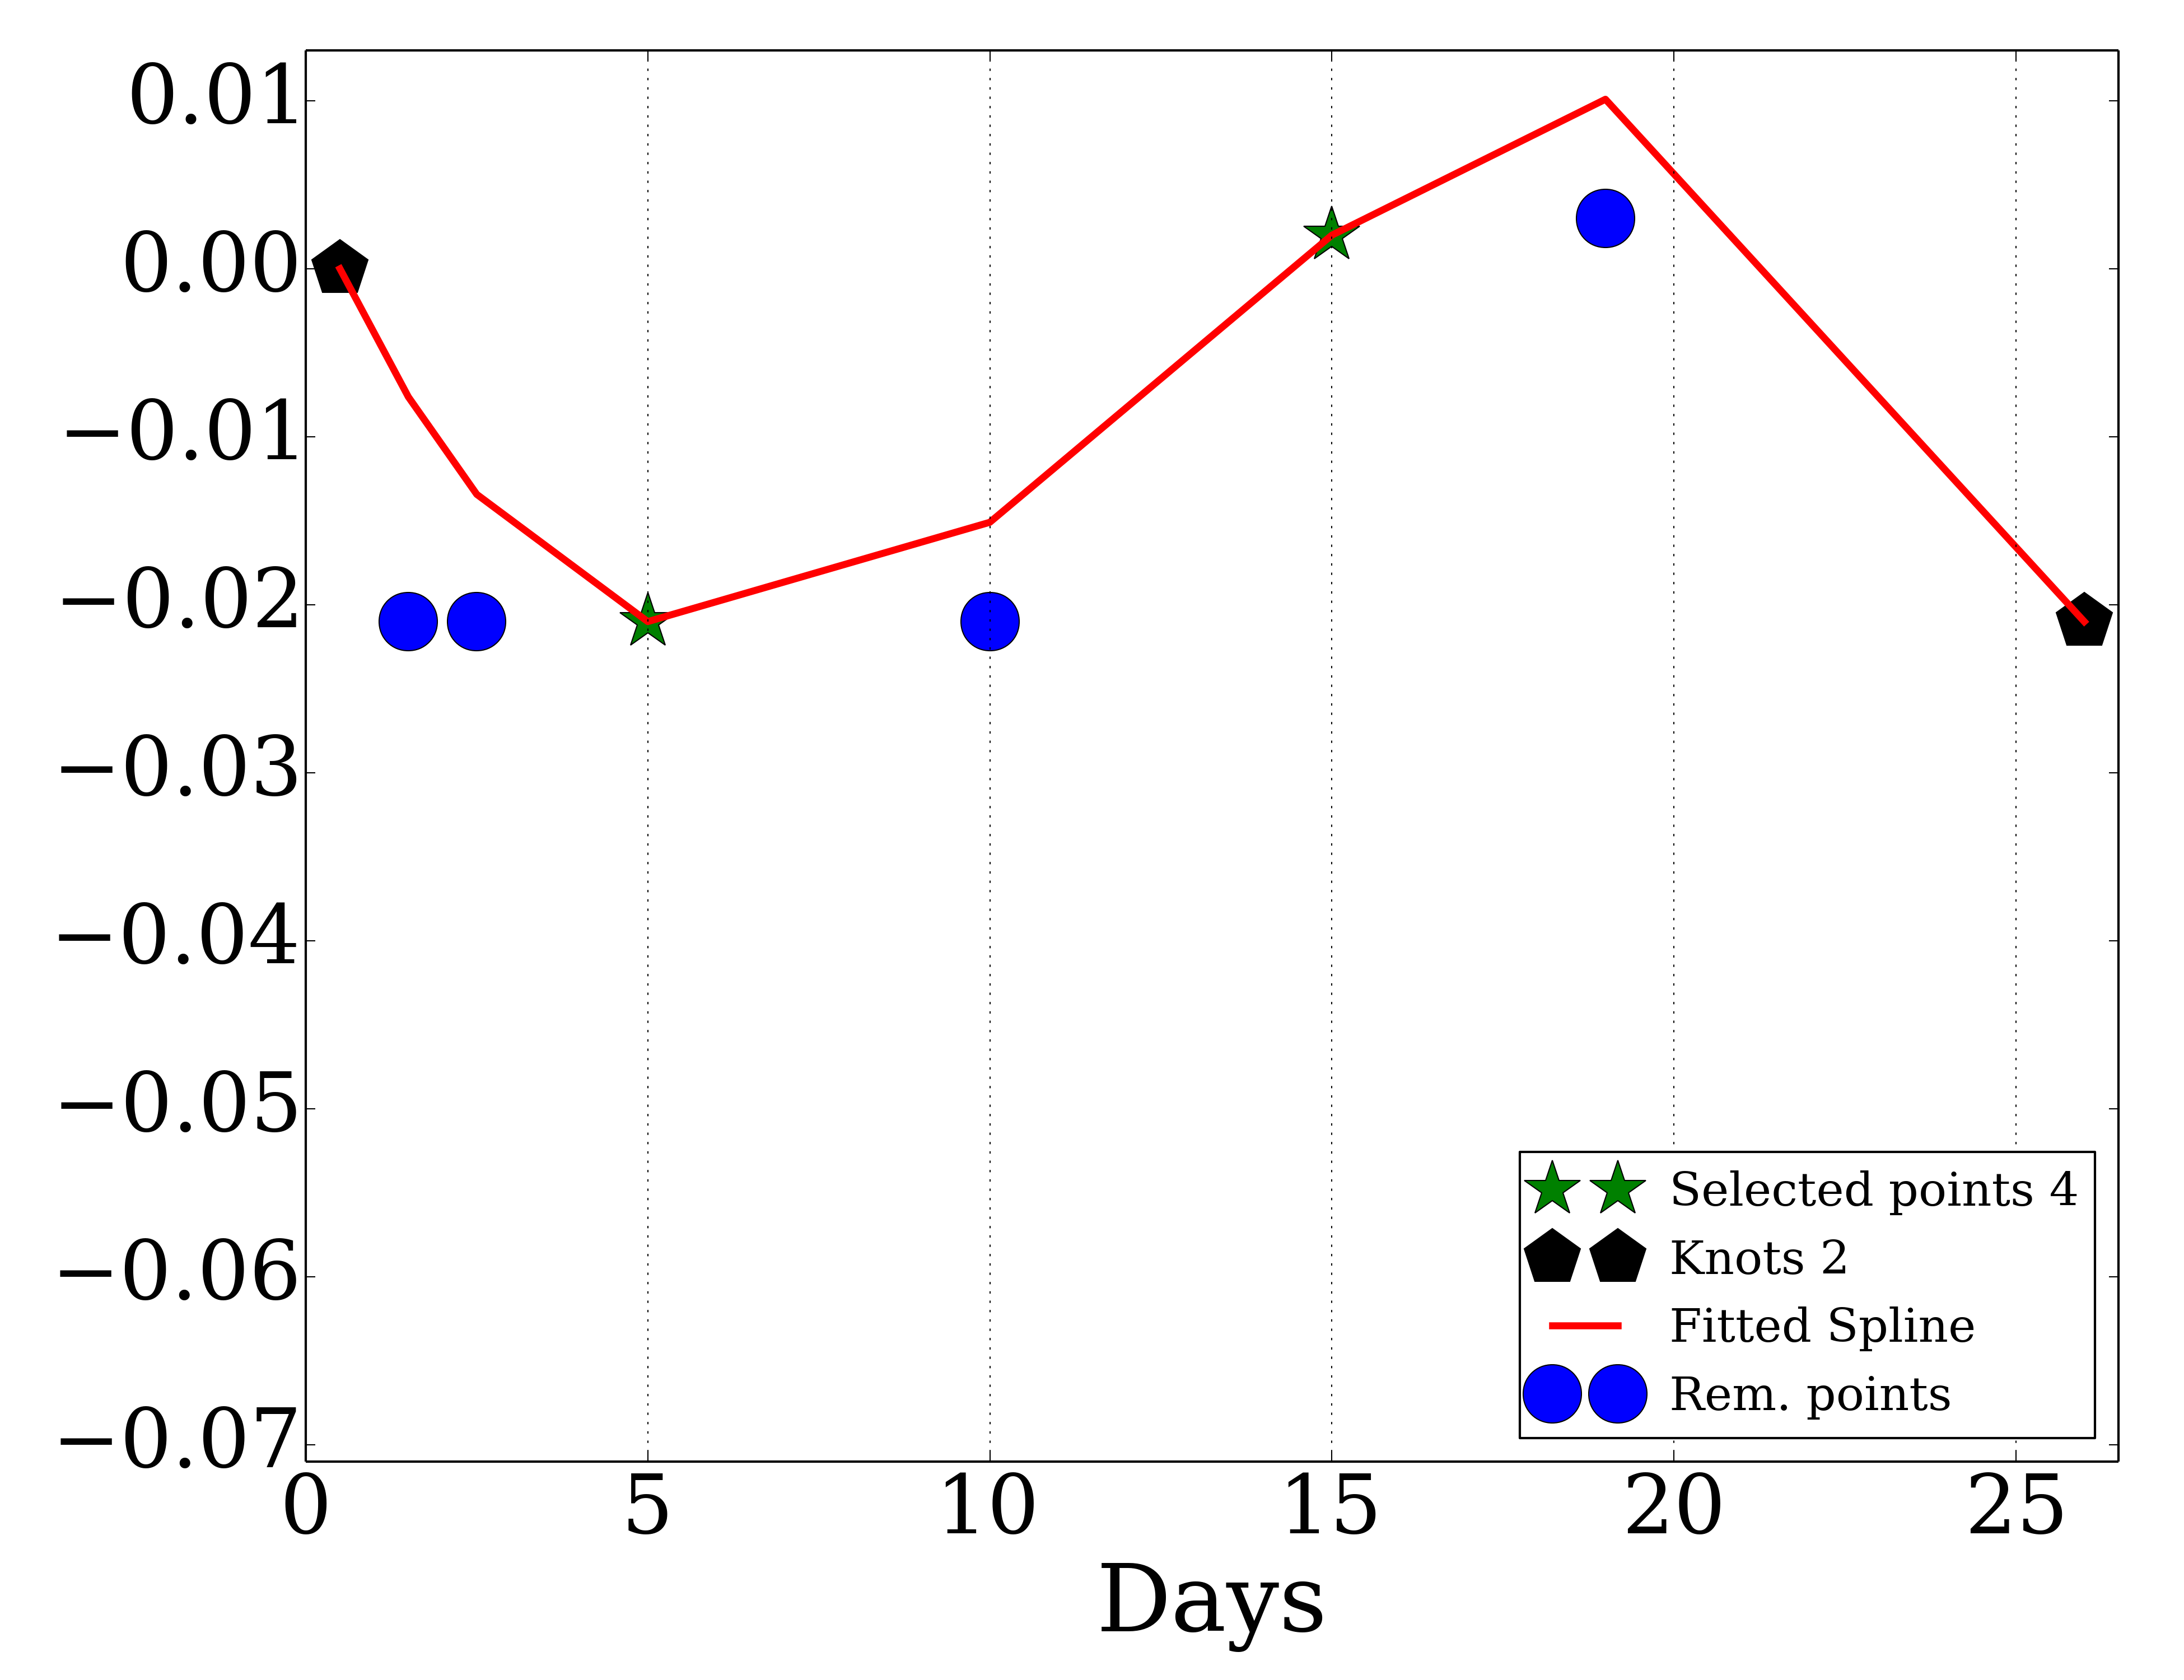 0.01
0.00
−0.01
−0.02
−0.03
−0.04
−0.05
−0.06
−0.07
0 5 10 15 20 25
Days
Selected points 4
Knots 2
Fitted Spline
Rem. points